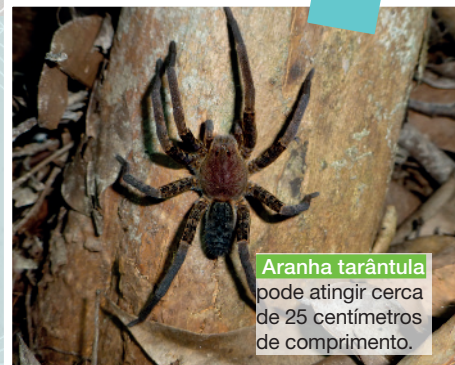 Aranha tarântula
pode atingir cerca
de 25 centímetros
de comprimento.